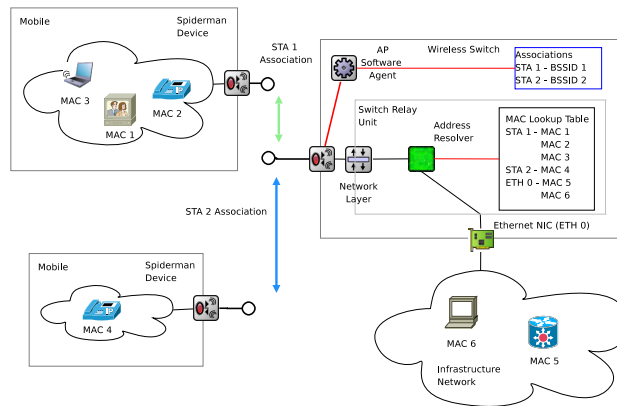 Mobile
Spiderman
Device
STA 1
Association
MAC 3
MAC 2
MAC 1
AP
Software
Agent
Wireless Switch
Associations
STA 1 - BSSID 1
STA 2 - BSSID 2
Switch Relay
Unit
Address
Resolver
MAC Lookup Table
STA 1 - MAC 1
MAC 2
MAC 3
STA 2 - MAC 4
ETH 0 - MAC 5
MAC 6
Network
Layer
STA 2 Association
Ethernet NIC (ETH 0)
Mobile
Spiderman
Device
MAC 4
MAC 6
MAC 5
Infrastructure
Network